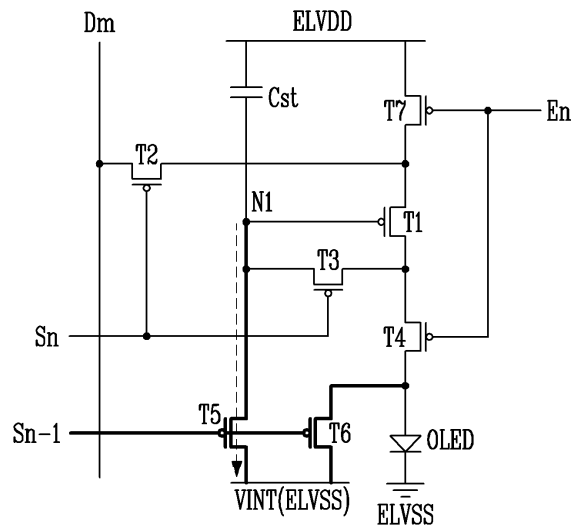 Dm
ELVDD
Cst
T7
En
T2
N1
T1
T3
Sn
T4
T5
T6
Sn-1
OLED
VINT(ELVSS)
ELVSS